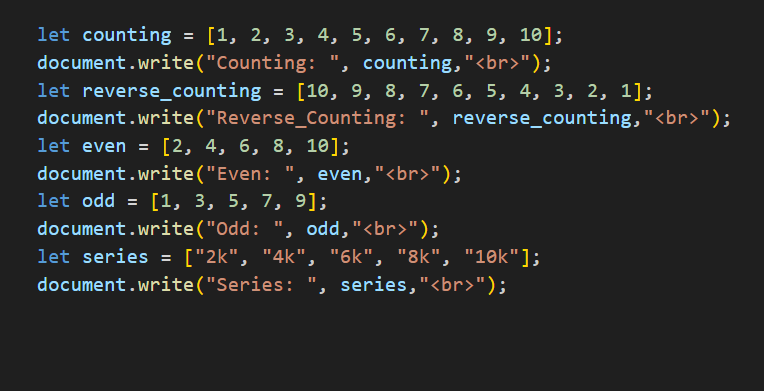 let counting = [1, 2, 3, 4, 5, 6, 7, 8, 9, 10];
document.write("Counting: ", counting,"<br>");
let reverse_counting = [10, 9, 8, 7, 6, 5, 4, 3, 2, 1];
document.write("Reverse_Counting: ", reverse_counting,"<br>");
let even = [2, 4, 6, 8, 10];
document.write("Even: ", even,"<br>");
let odd = [1, 3, 5, 7, 9];
document.write("Odd: ", odd,"<br>");
let series = ["2k", "4k", "6k", "8k", "10k"];
document.write("Series: ", series,"<br>");